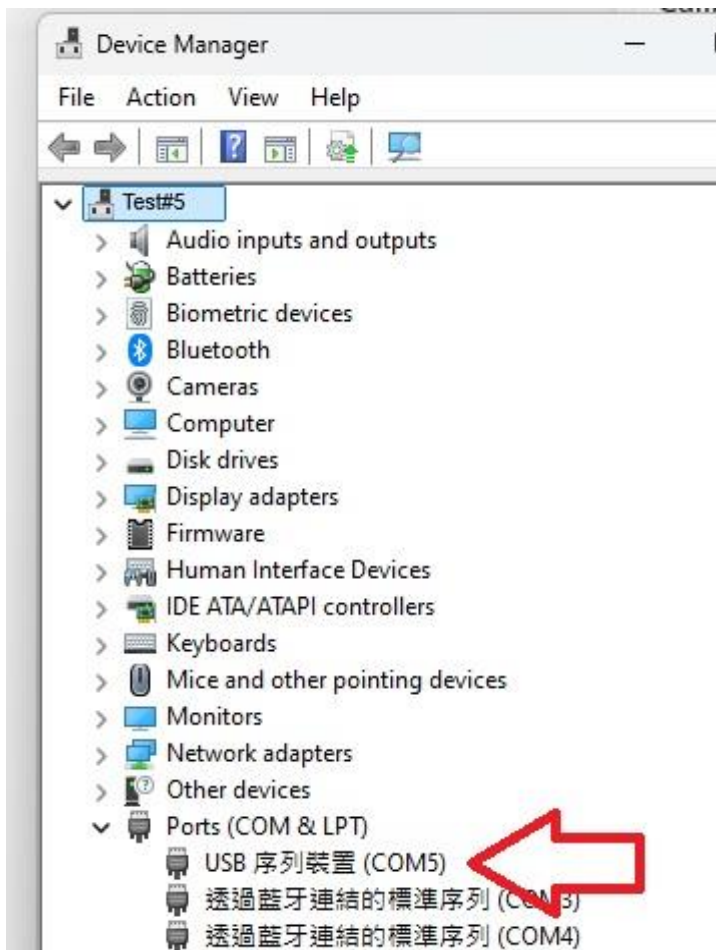 Device Manager
File Action View Help
Test#5
Audio inputs and outputs
Batteries
Biometric devices
Bluetooth
Cameras
Computer
Disk drives
Display adapters
Firmware
Human Interface Devices
IDE ATA/ATAPI controllers
Keyboards
Mice and other pointing devices
Monitors
Network adapters
Other devices
Ports (COM & LPT)
USB 序列裝置 (COM5)
透過藍牙連結的標準序列 (COM3)
透過藍牙連結的標準序列 (COM4)